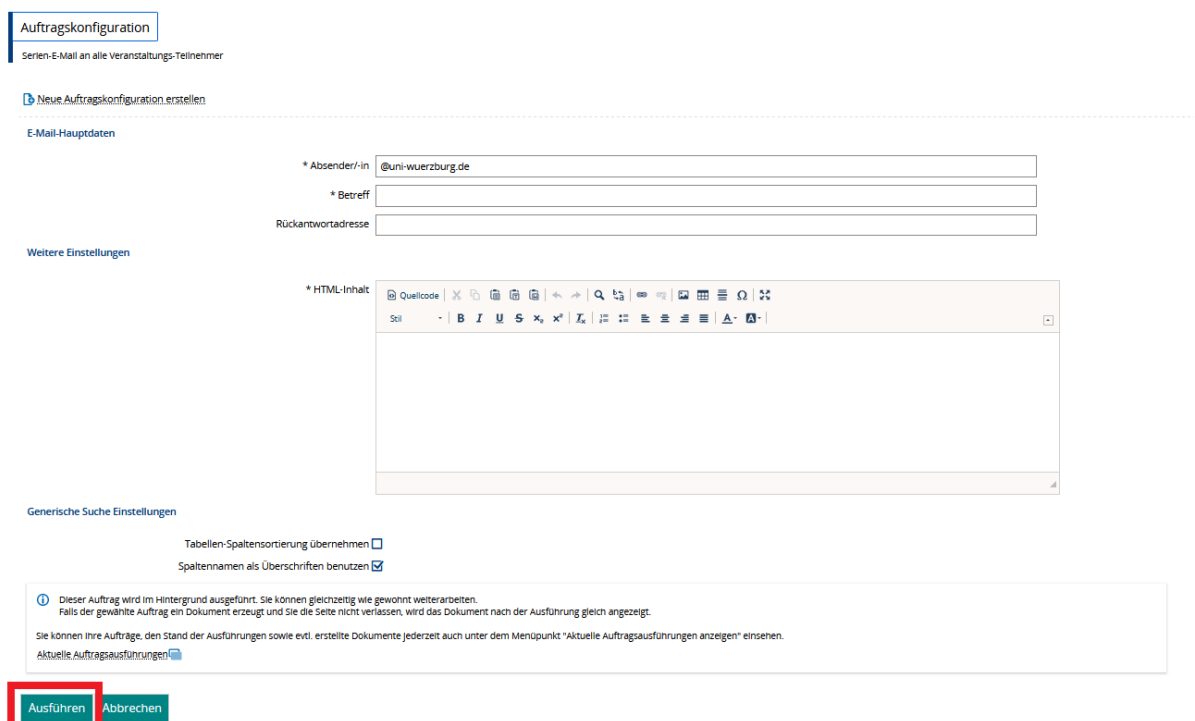 Auftragskonfiguration
Serien-E-Mail an alle Veranstaltungs-Teilnehmer
Neue Auftragskonfiguration erstellen
E-Mail-Hauptdaten
* Absender/-in @uni-wuerzburg.de
* Betreff
Rückantwortadresse
Weitere Einstellungen
* HTML-Inhalt
Quellcode
Stil
Generische Suche Einstellungen
Tabellen-Spaltensortierung übernehmen
Spaltennamen als Überschriften benutzen
Dieser Auftrag wird im Hintergrund ausgeführt. Sie können gleichzeitig wie gewohnt weiterarbeiten.
Falls der gewählte Auftrag ein Dokument erzeugt und Sie die Seite nicht verlassen, wird das Dokument nach der Ausführung gleich angezeigt.
Sie können Ihre Aufträge, den Stand der Ausführungen sowie evtl. erstellte Dokumente jederzeit auch unter dem Menüpunkt "Aktuelle Auftragsausführungen anzeigen" einsehen.
Aktuelle Auftragsausführungen
Ausführen Abbrechen